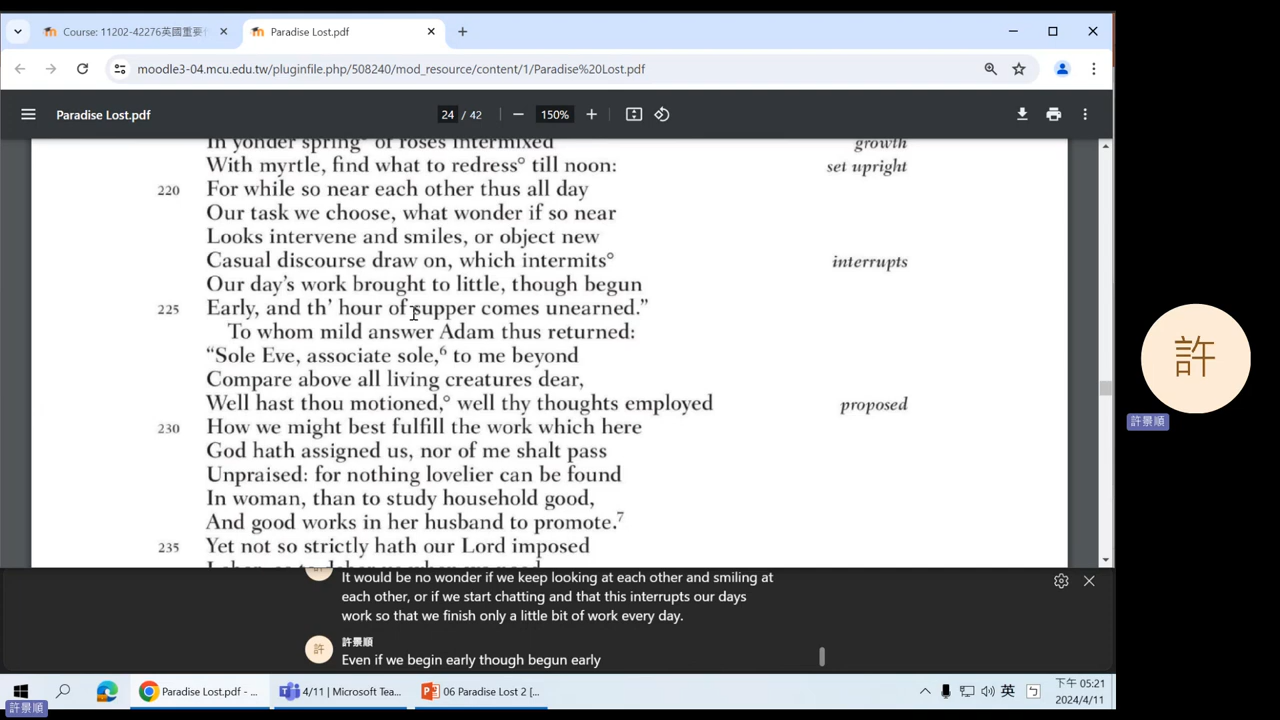 Course: 11202-42276英國重要
Paradise Lost.pdf
moodle3-04.mcu.edu.tw/pluginfile.php/508240/mod_resource/content/1/Paradise%20Lost.pdf
Paradise Lost.pdf
24 / 42
150%
In yonder spring° of roses intermixed growth
With myrtle, find what to redress° till noon: set upright
220 For while so near each other thus all day
Our task we choose, what wonder if so near
Looks intervene and smiles, or object new
Casual discourse draw on, which intermits° interrupts
Our day's work brought to little, though begun
225 Early, and th' hour of supper comes unearned."
To whom mild answer Adam thus returned:
"Sole Eve, associate sole,6 to me beyond
Compare above all living creatures dear,
Well hast thou motioned,° well thy thoughts employed proposed
230 How we might best fulfill the work which here
God hath assigned us, nor of me shalt pass
Unpraised: for nothing lovelier can be found
In woman, than to study household good,
And good works in her husband to promote.7
235 Yet not so strictly hath our Lord imposed
許
許景順
It would be no wonder if we keep looking at each other and smiling at
each other, or if we start chatting and that this interrupts our days
work so that we finish only a little bit of work every day.
許
許景順
Even if we begin early though begun early
Paradise Lost.pdf - ...
4/11 | Microsoft Tea...
06 Paradise Lost 2 [...
英
下午 05:21
2024/4/11
許景順